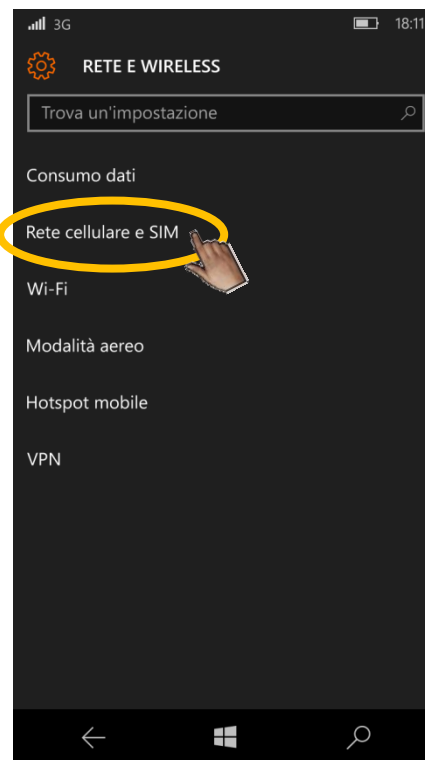 3G 18:11
RETE E WIRELESS
Trova un'impostazione
Consumo dati
Rete cellulare e SIM
Wi-Fi
Modalità aereo
Hotspot mobile
VPN